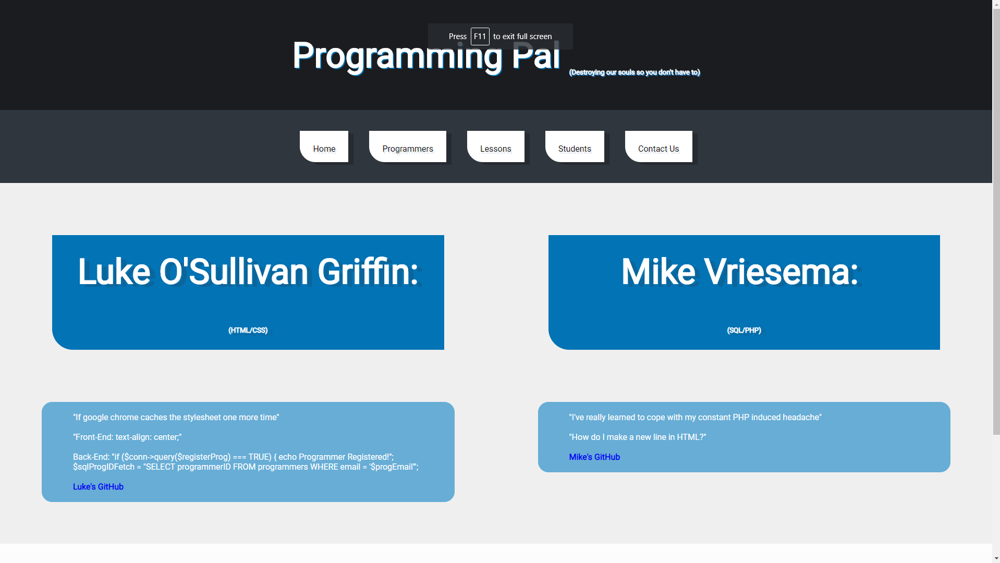 Press F11 to exit full screen
Programming Pal (Destroying our souls so you don't have to)
Home Programmers Lessons Students Contact Us
Luke O'Sullivan Griffin:
(HTML/CSS)
Mike Vriesema:
(SQL/PHP)
"If google chrome caches the stylesheet one more time"
"Front-End: text-align: center;"
Back-End: "if ($conn->query($registerProg) === TRUE) { echo Programmer Registered!";
$sqlProgIDFetch = "SELECT programmerID FROM programmers WHERE email = '$progEmail'";
Luke's GitHub
"I've really learned to cope with my constant PHP induced headache"
"How do I make a new line in HTML?"
Mike's GitHub